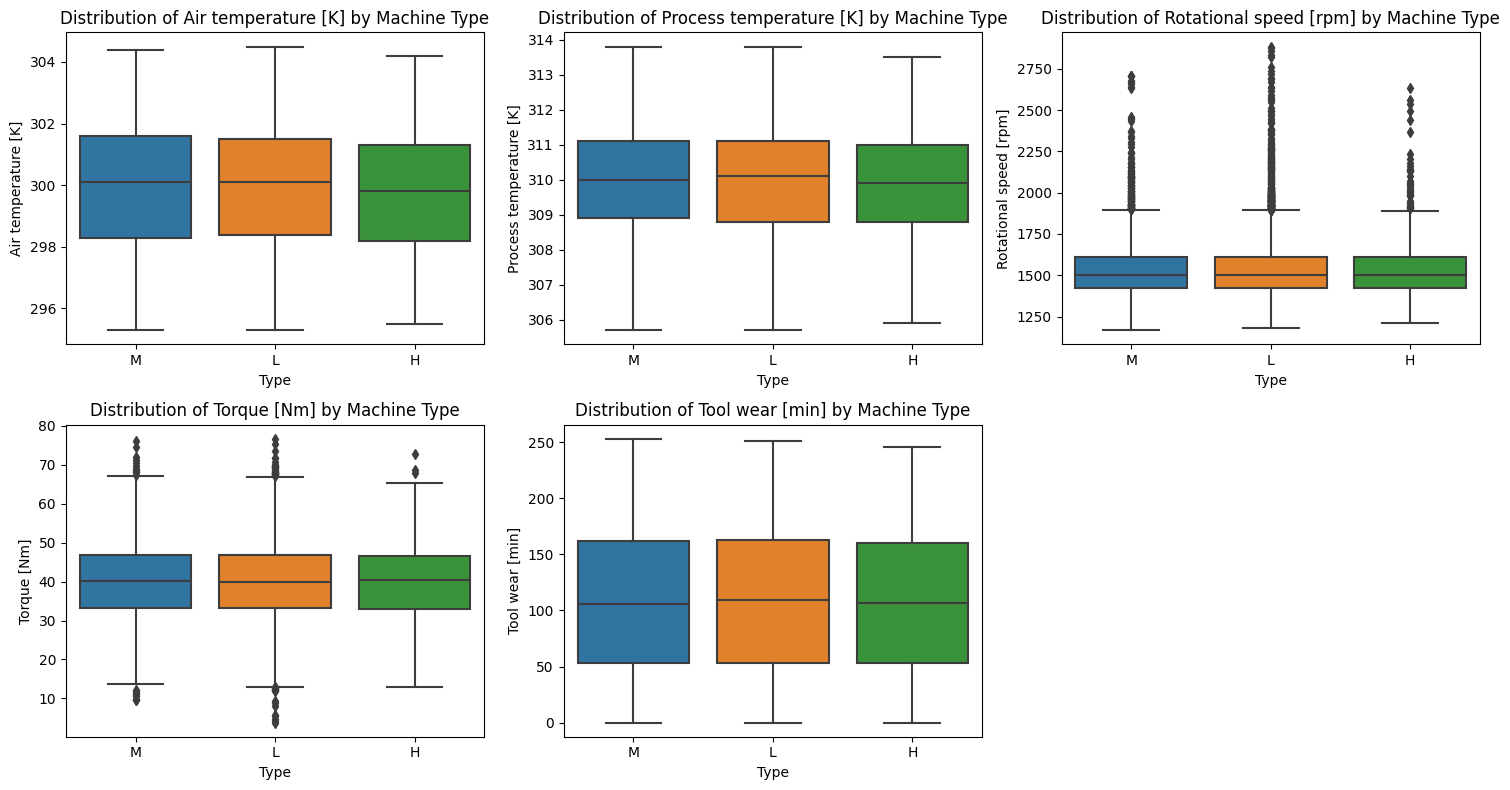 Distribution of Air temperature [K] by Machine Type
Air temperature [K]
304
302
300
298
296
M L H
Type
Distribution of Process temperature [K] by Machine Type
Process temperature [K]
314
313
312
311
310
309
308
307
306
M L H
Type
Distribution of Rotational speed [rpm] by Machine Type
Rotational speed [rpm]
2750
2500
2250
2000
1750
1500
1250
M L H
Type
Distribution of Torque [Nm] by Machine Type
Torque [Nm]
80
70
60
50
40
30
20
10
M L H
Type
Distribution of Tool wear [min] by Machine Type
Tool wear [min]
250
200
150
100
50
0
M L H
Type